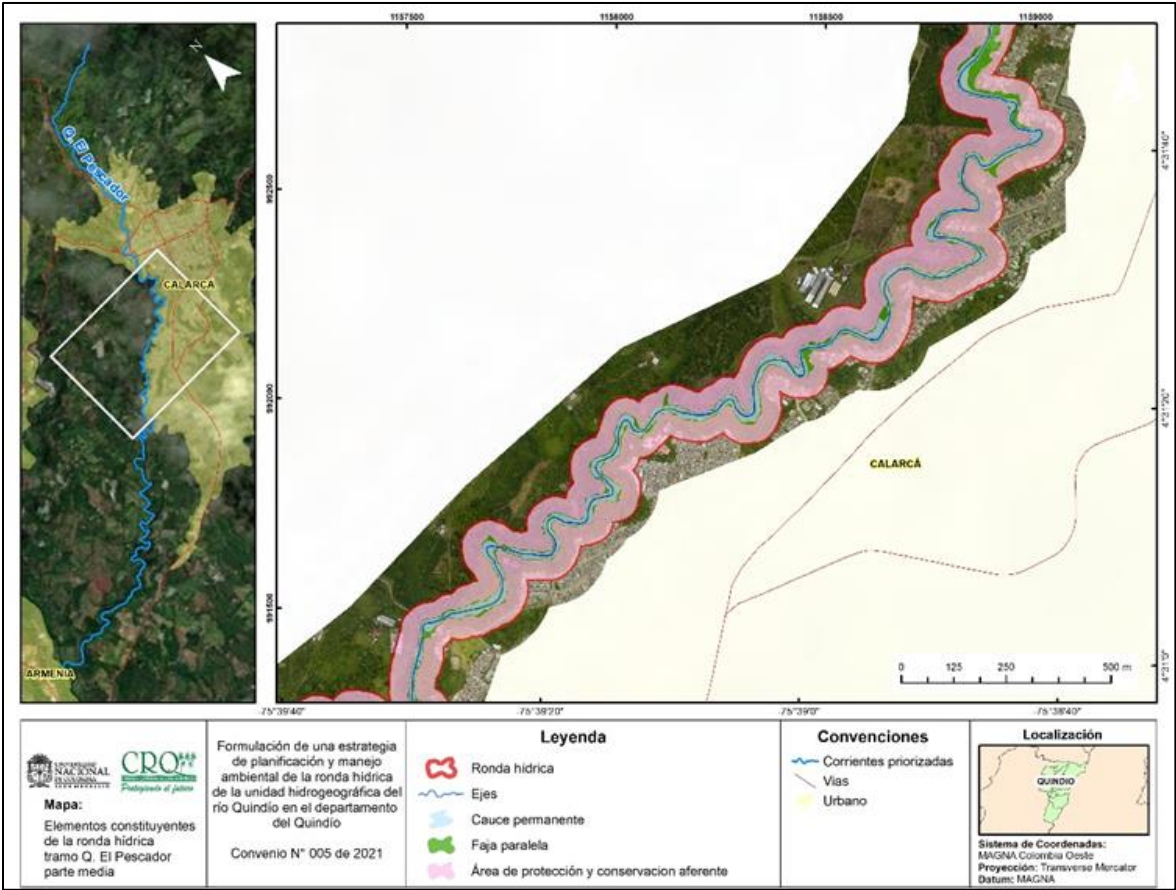 N
Q. El Pescador
CALARCÁ
ARMENIA
1157500
1158000
1158500
1159000
992500
992000
991500
4°31'40"
4°31'20"
4°31'0"
CALARCÁ
0 125 250 500 m
-75°39'40"
-75°39'20"
-75°39'0"
-75°38'40"
UNIVERSIDAD
NACIONAL
DE COLOMBIA
CRQ
Protegiendo el futuro
Mapa:
Elementos constituyentes
de la ronda hídrica
tramo Q. El Pescador
parte media
Formulación de una estrategia
de planificación y manejo
ambiental de la ronda hídrica
de la unidad hidrogeográfica del
río Quindío en el departamento
del Quindío
Convenio N° 005 de 2021
Leyenda
Ronda hídrica
Ejes
Cauce permanente
Faja paralela
Área de protección y conservacion aferente
Convenciones
Corrientes priorizadas
Vias
Urbano
Localización
QUINDIO
Sistema de Coordenadas:
MAGNA Colombia Oeste
Proyección: Transverse Mercator
Datum: MAGNA